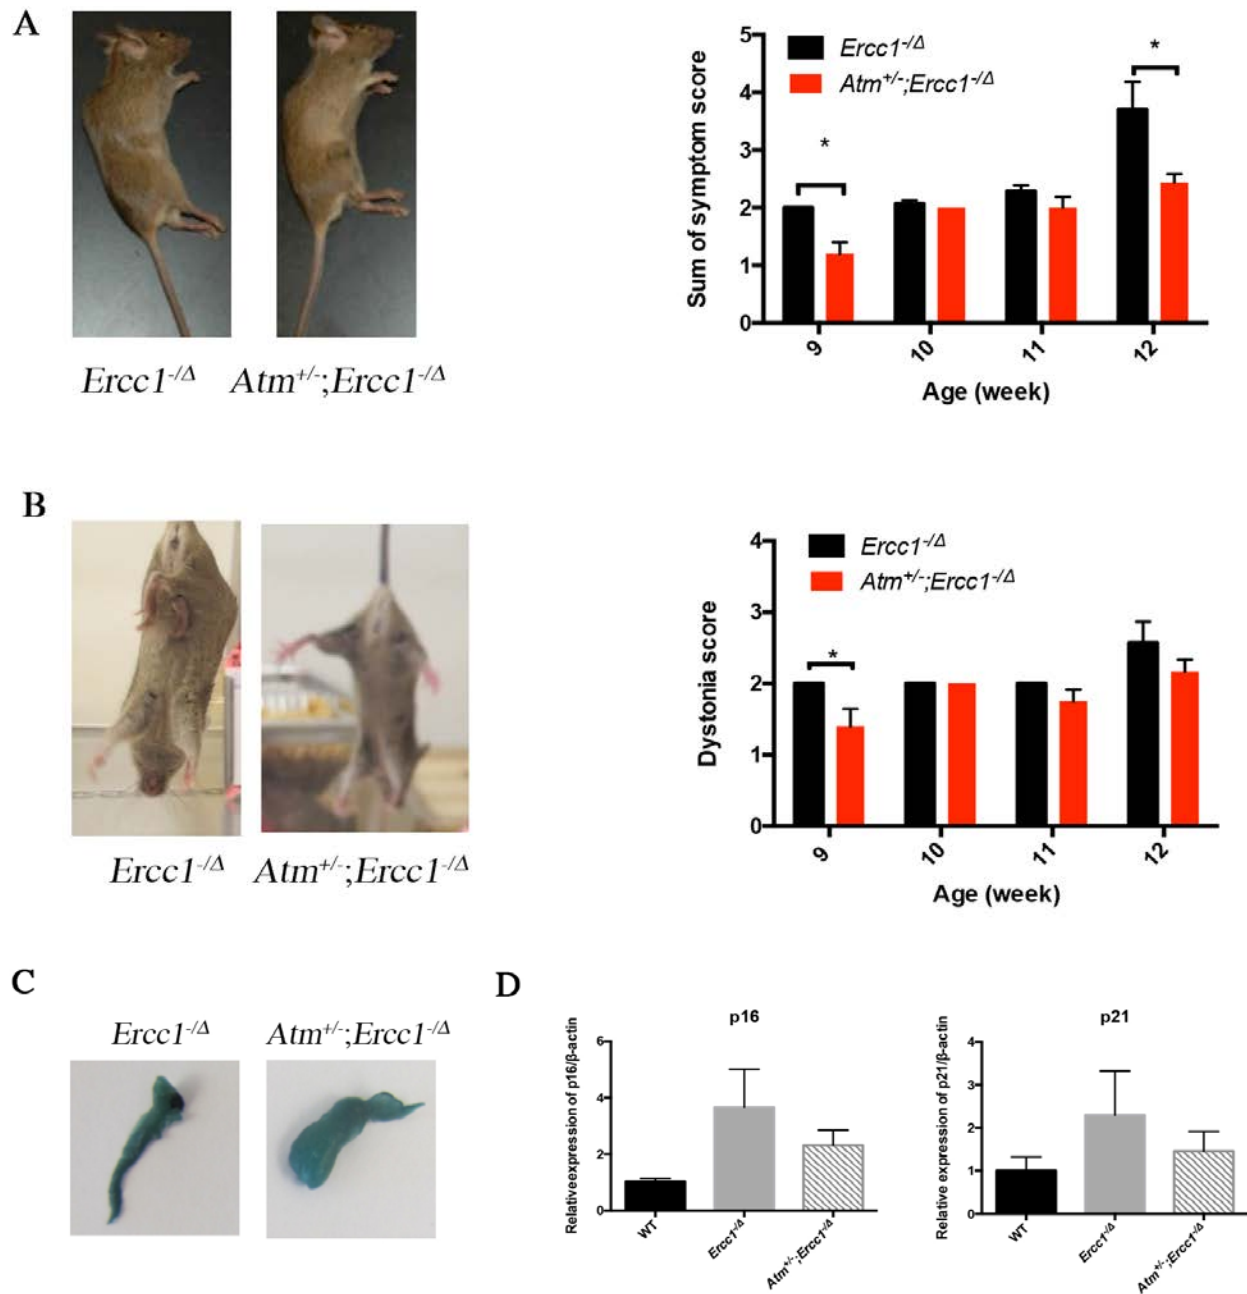 A
Ercc1-/Δ
Atm+/-;Ercc1-/Δ
Sum of symptom score
5
4
3
2
1
0
Ercc1-/Δ
Atm+/-;Ercc1-/Δ
*
*
9
10
11
12
Age (week)
B
Ercc1-/Δ
Atm+/-;Ercc1-/Δ
Dystonia score
4
3
2
1
0
Ercc1-/Δ
Atm+/-;Ercc1-/Δ
*
9
10
11
12
Age (week)
C
Ercc1-/Δ
Atm+/-;Ercc1-/Δ
D
p16
Relative expression of p16/β-actin
6
4
2
0
WT
Ercc1-/Δ
Atm+/-;Ercc1-/Δ
p21
Relative expression of p21/β-actin
4
3
2
1
0
WT
Ercc1-/Δ
Atm+/-;Ercc1-/Δ